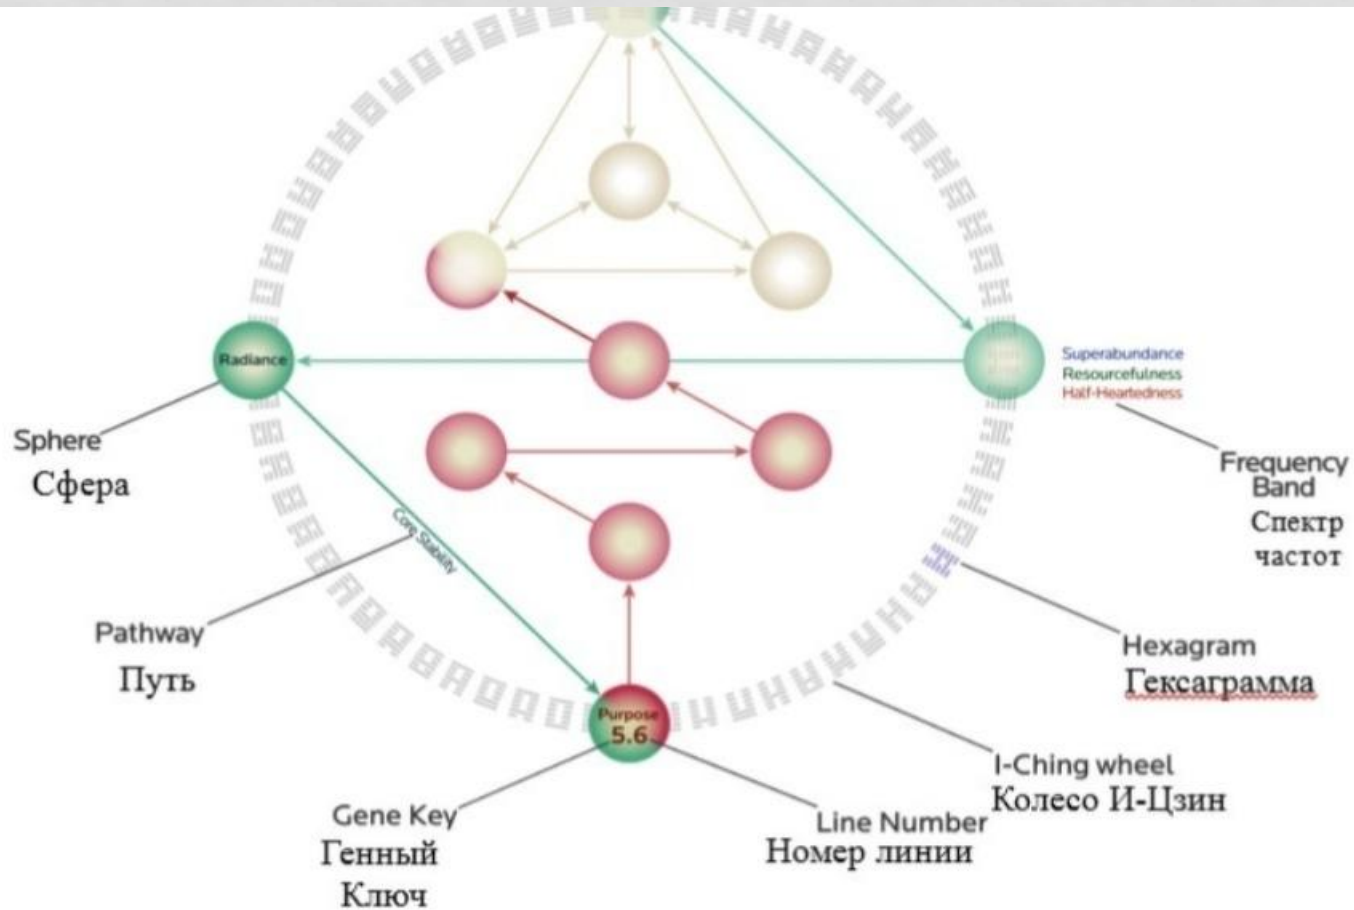 Radiance
Superabundance
Resourcefulness
Half-Heartedness
Sphere
Сфера
Frequency
Band
Спектр
частот
Core Stability
Pathway
Путь
Hexagram
Гексаграмма
Purpose
5.6
I-Ching wheel
Колесо И-Цзин
Gene Key
Генный
Ключ
Line Number
Номер линии